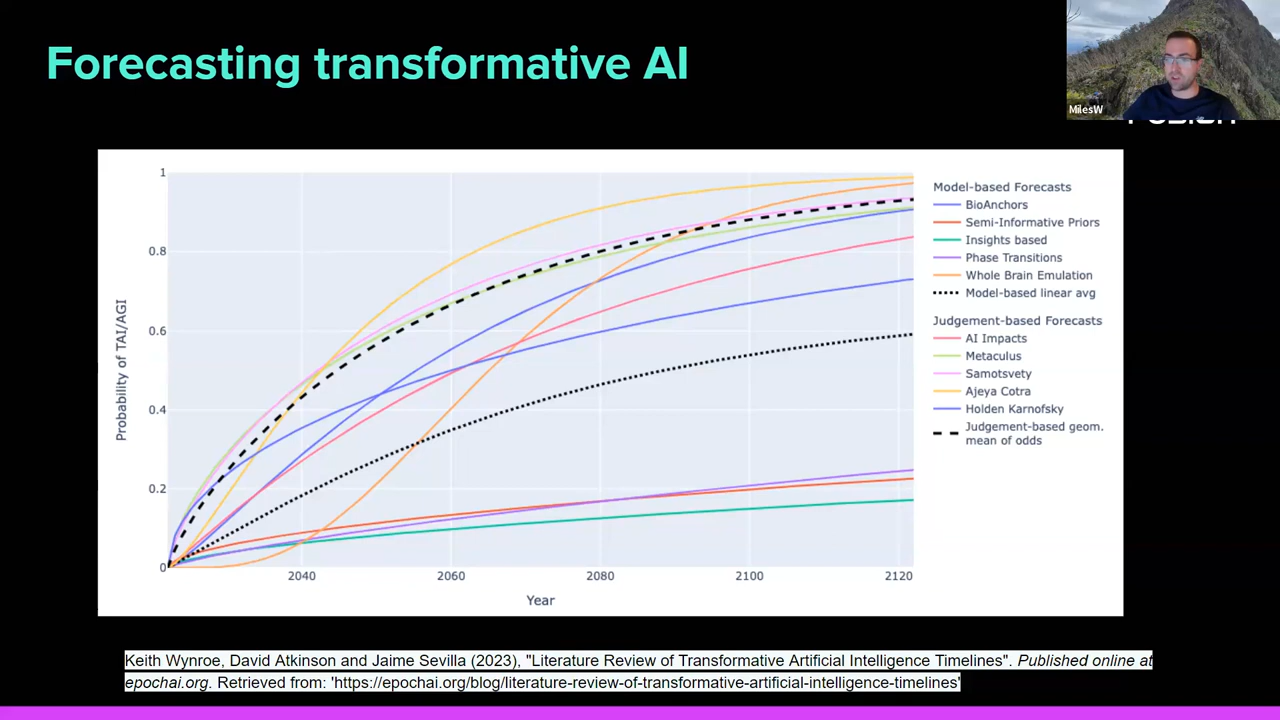 Forecasting transformative AI
MilesW
1
0.8
0.6
0.4
0.2
0
Probability of TAI/AGI
2040
2060
2080
2100
2120
Year
Model-based Forecasts
BioAnchors
Semi-Informative Priors
Insights based
Phase Transitions
Whole Brain Emulation
Model-based linear avg
Judgement-based Forecasts
AI Impacts
Metaculus
Samotsvety
Ajeya Cotra
Holden Karnofsky
Judgement-based geom.
mean of odds
Keith Wynroe, David Atkinson and Jaime Sevilla (2023), "Literature Review of Transformative Artificial Intelligence Timelines". Published online at
epochai.org. Retrieved from: 'https://epochai.org/blog/literature-review-of-transformative-artificial-intelligence-timelines'